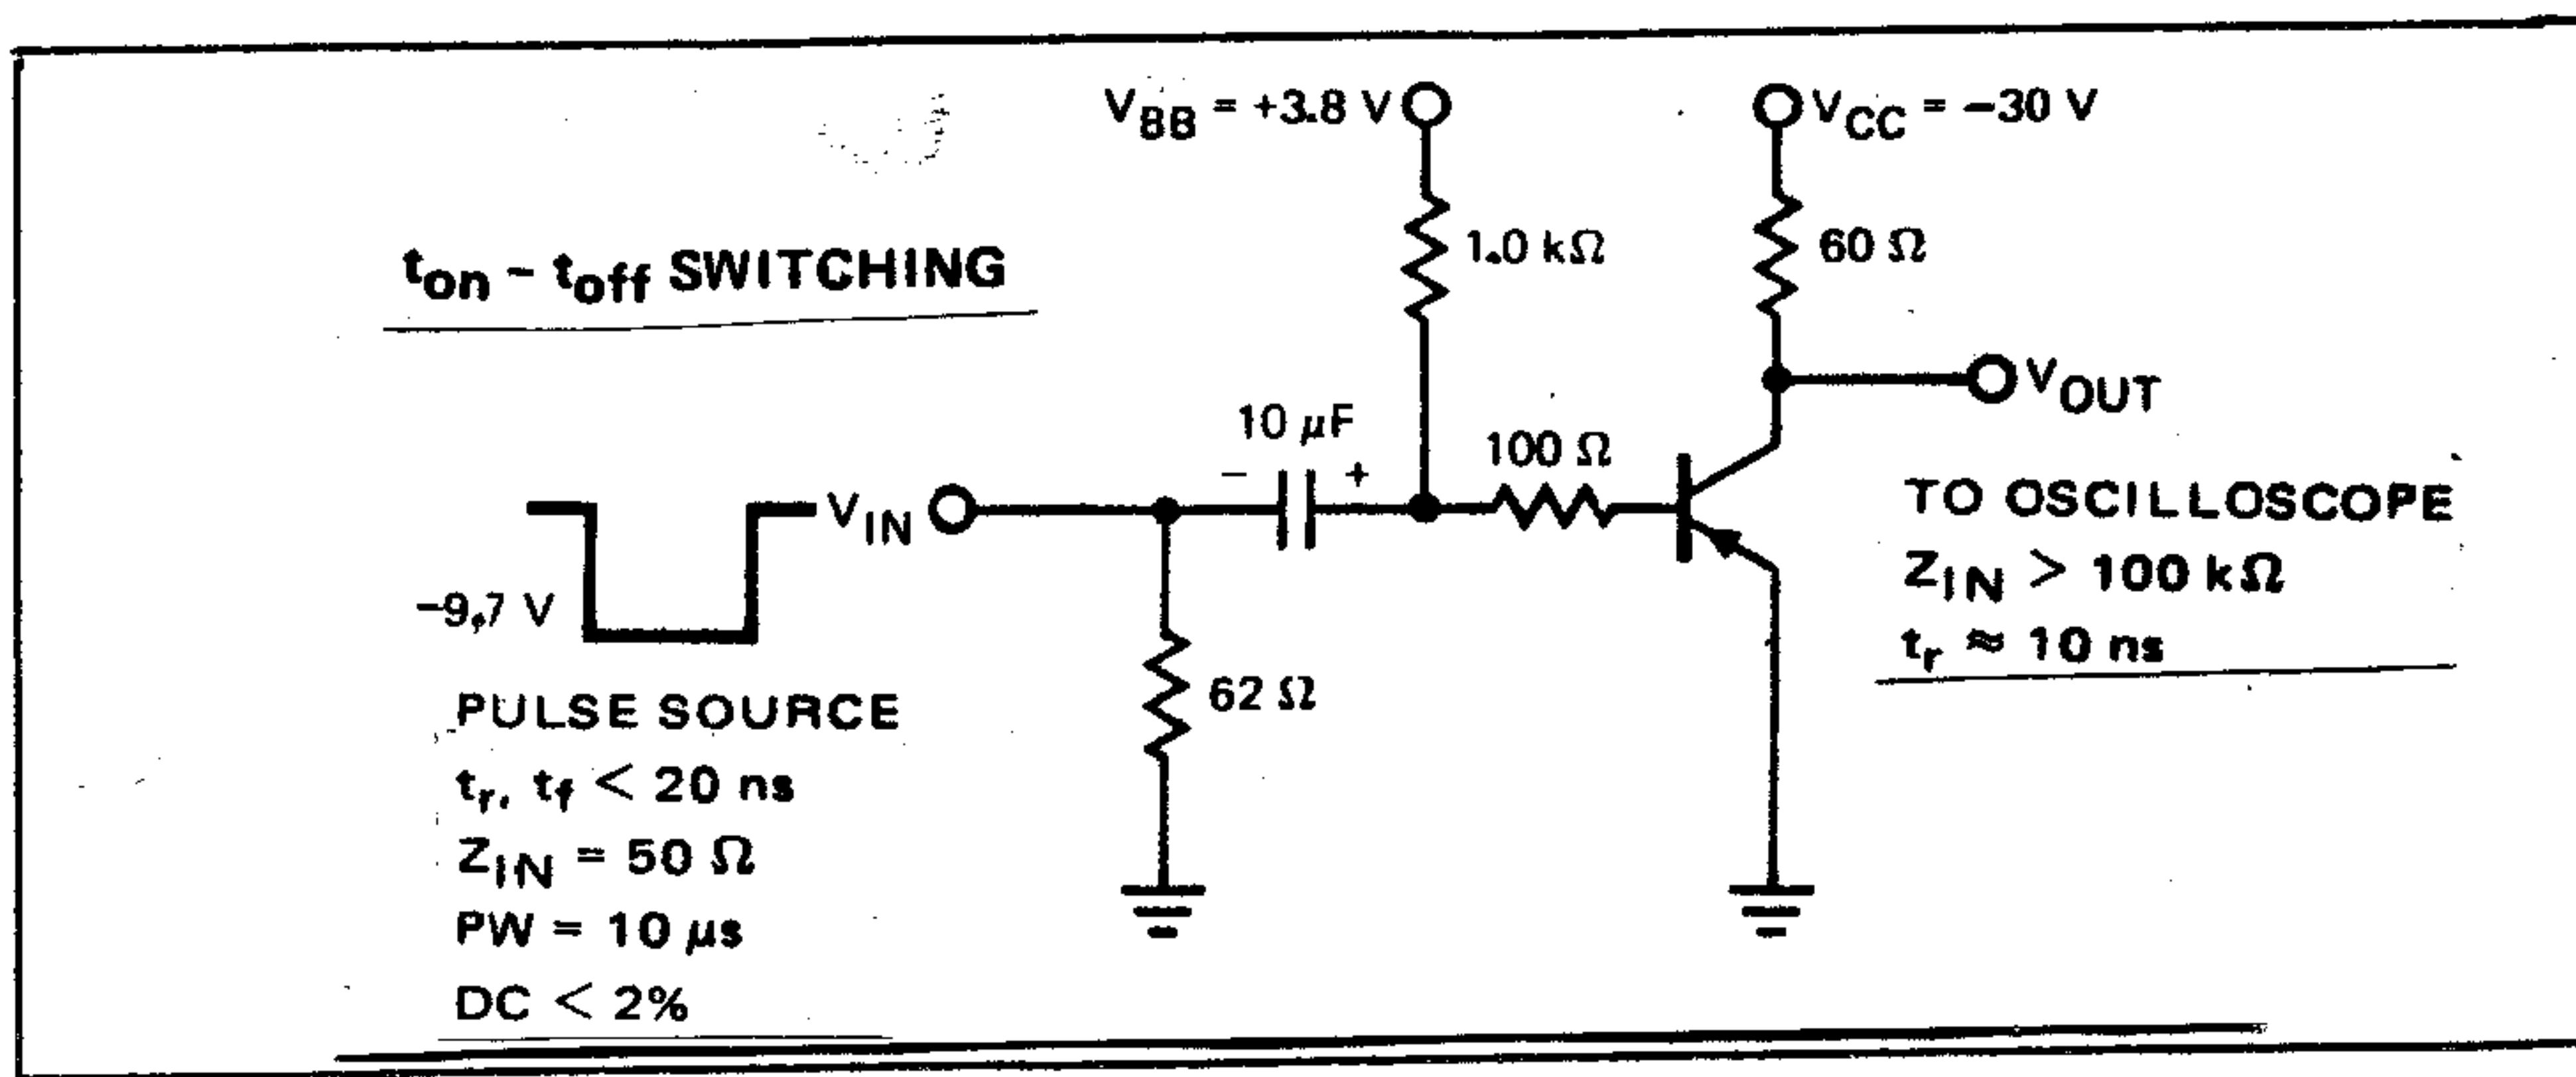 V_BB = +3.8 V
V_CC = −30 V
t_on – t_off SWITCHING
1.0 kΩ
60 Ω
V_OUT
10 μF
− +
100 Ω
V_IN
−9.7 V
TO OSCILLOSCOPE
Z_IN > 100 kΩ
t_r ≈ 10 ns
62 Ω
PULSE SOURCE
t_r, t_f < 20 ns
Z_IN = 50 Ω
PW = 10 μs
DC < 2%